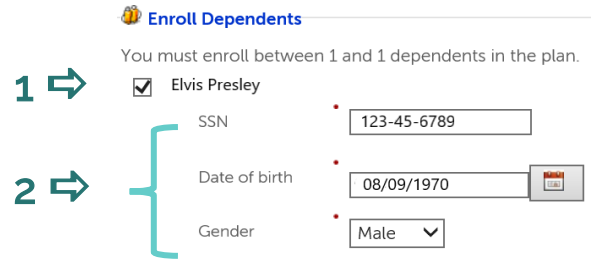 Enroll Dependents
You must enroll between 1 and 1 dependents in the plan.
1 Elvis Presley
SSN * 123-45-6789
2
Date of birth * 08/09/1970
Gender * Male